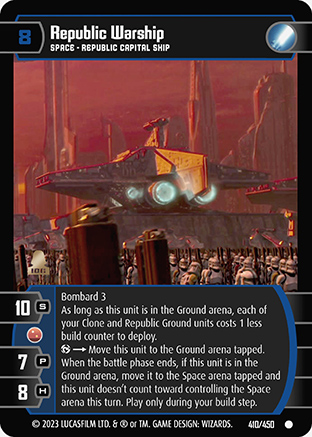 8
Republic Warship
SPACE - REPUBLIC CAPITAL SHIP
10 S
7 P
8 H
Bombard 3
As long as this unit is in the Ground arena, each of
your Clone and Republic Ground units costs 1 less
build counter to deploy.
→ Move this unit to the Ground arena tapped.
When the battle phase ends, if this unit is in the
Ground arena, move it to the Space arena tapped and
this unit doesn't count toward controlling the Space
arena this turn. Play only during your build step.
© 2023 LUCASFILM LTD. & ® or TM. GAME DESIGN: WIZARDS. 410/450